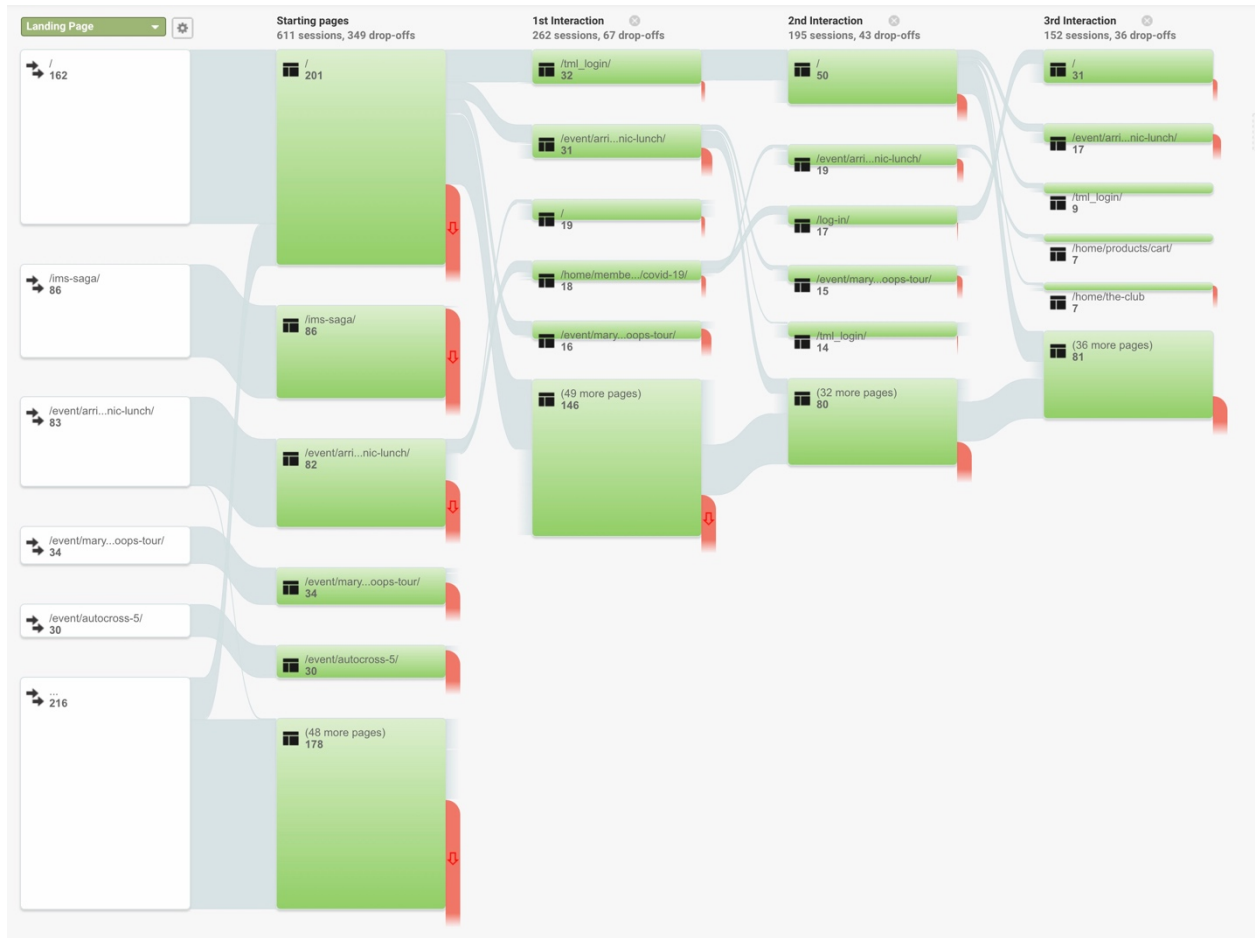 Landing Page
Starting pages
611 sessions, 349 drop-offs
1st Interaction
262 sessions, 67 drop-offs
2nd Interaction
195 sessions, 43 drop-offs
3rd Interaction
152 sessions, 36 drop-offs
/
162
/ims-saga/
86
/event/arri...nic-lunch/
83
/event/mary...oops-tour/
34
/event/autocross-5/
30
...
216
/
201
/ims-saga/
86
/event/arri...nic-lunch/
82
/event/mary...oops-tour/
34
/event/autocross-5/
30
(48 more pages)
178
/tml_login/
32
/event/arri...nic-lunch/
31
/
19
/home/membe.../covid-19/
18
/event/mary...oops-tour/
16
(49 more pages)
146
/
50
/event/arri...nic-lunch/
19
/log-in/
17
/event/mary...oops-tour/
15
/tml_login/
14
(32 more pages)
80
/
31
/event/arri...nic-lunch/
17
/tml_login/
9
/home/products/cart/
7
/home/the-club
7
(36 more pages)
81